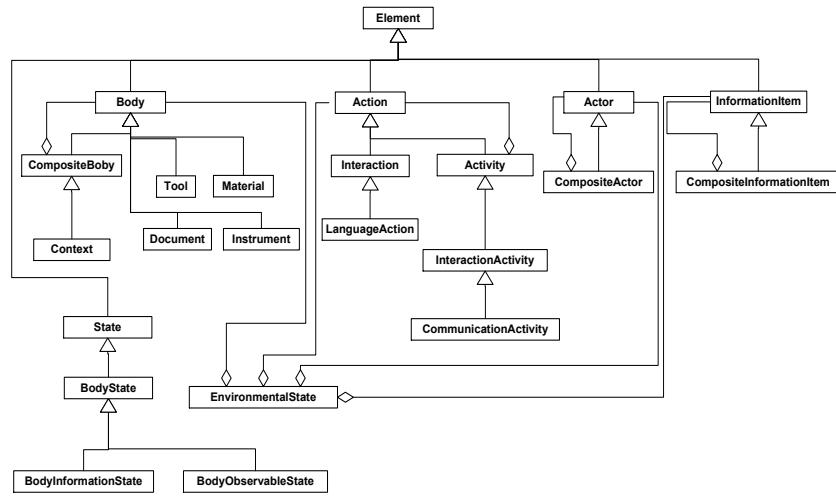 Element
Body
Action
Actor
InformationItem
CompositeBoby
Tool
Material
Interaction
Activity
CompositeActor
CompositeInformationItem
Context
Document
Instrument
LanguageAction
InteractionActivity
State
CommunicationActivity
BodyState
EnvironmentalState
BodyInformationState
BodyObservableState